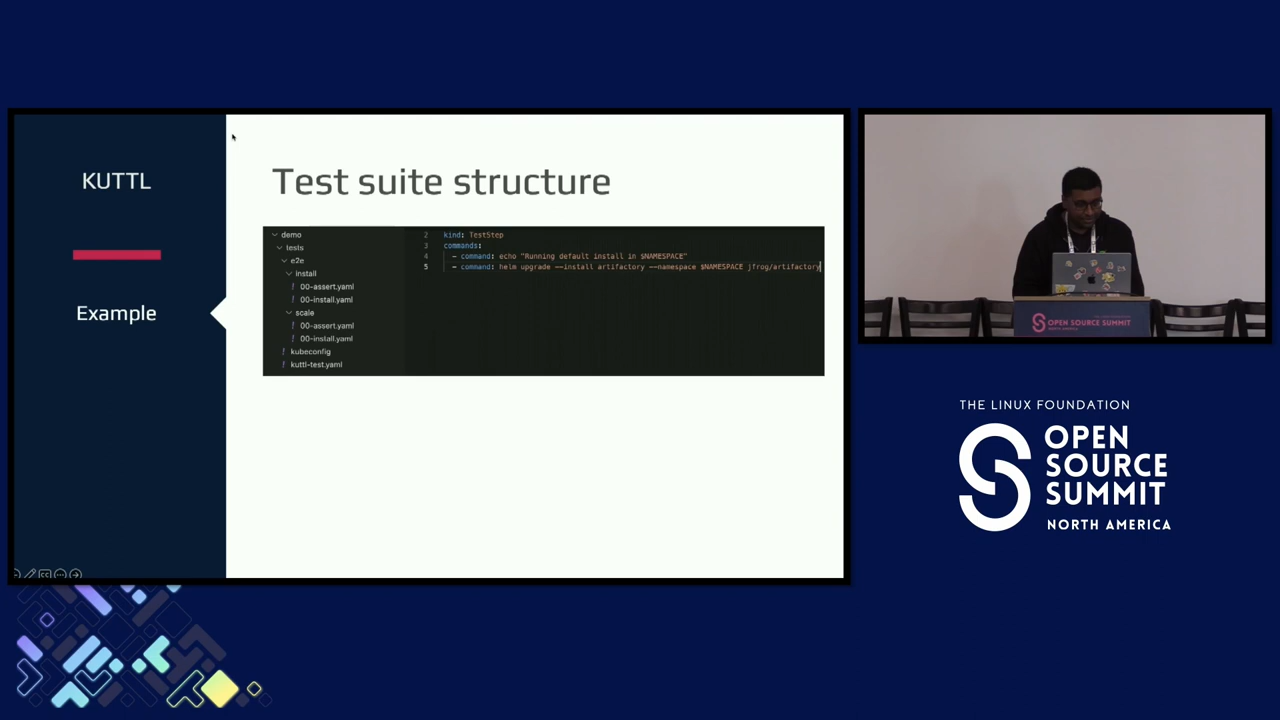 KUTTL
Example
Test suite structure
demo
tests
e2e
install
00-assert.yaml
00-install.yaml
scale
00-assert.yaml
00-install.yaml
kubeconfig
kuttl-test.yaml
2 kind: TestStep
3 commands:
4 - command: echo "Running default install in $NAMESPACE"
5 - command: helm upgrade --install artifactory --namespace $NAMESPACE jfrog/artifactory
OPEN SOURCE SUMMIT
THE LINUX FOUNDATION
OPEN
SOURCE
SUMMIT
NORTH AMERICA